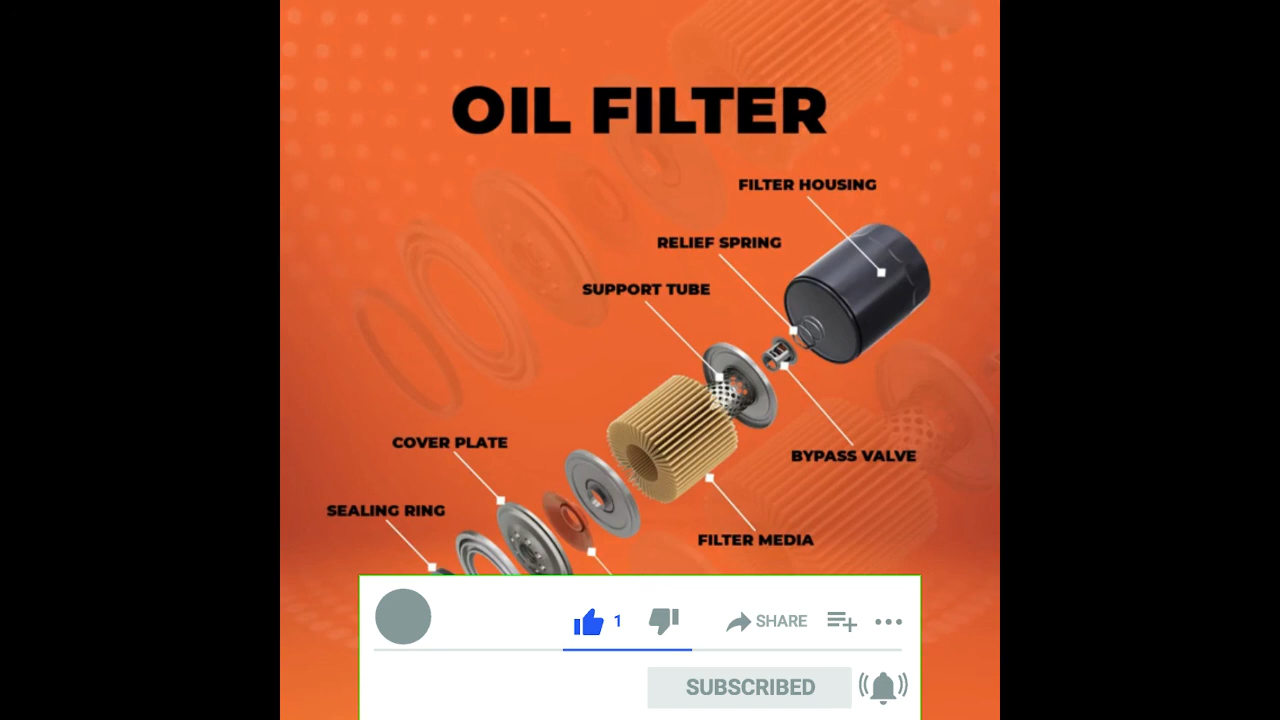 OIL FILTER
FILTER HOUSING
RELIEF SPRING
SUPPORT TUBE
COVER PLATE
BYPASS VALVE
SEALING RING
FILTER MEDIA
1
SHARE
SUBSCRIBED